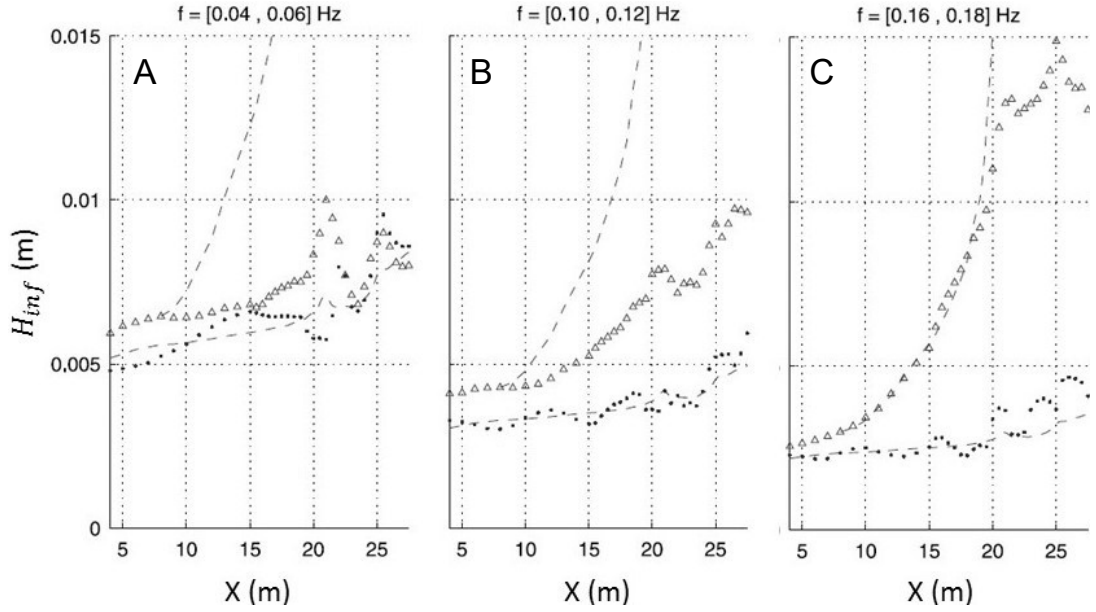 f = [0.04 , 0.06] Hz
f = [0.10 , 0.12] Hz
f = [0.16 , 0.18] Hz
A
B
C
H_inf (m)
0.015
0.01
0.005
0
5 10 15 20 25
5 10 15 20 25
5 10 15 20 25
X (m)
X (m)
X (m)